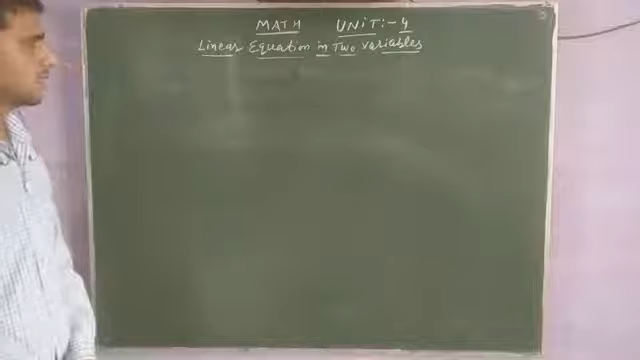 MATH UNiT:- 4
Linear Equation in Two variables